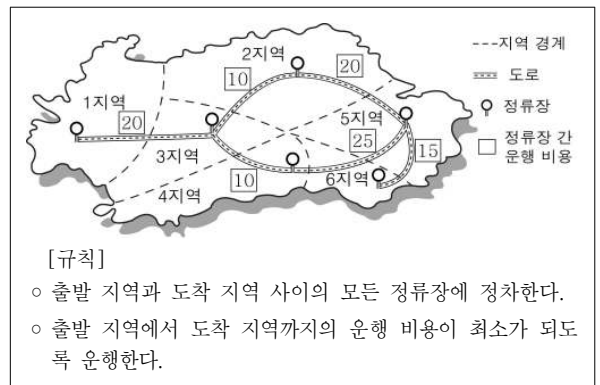 2지역
10
20
1지역
20
5지역
3지역
25
15
10
6지역
4지역
지역 경계
도로
정류장
정류장 간
운행 비용
[규칙]
○ 출발 지역과 도착 지역 사이의 모든 정류장에 정차한다.
○ 출발 지역에서 도착 지역까지의 운행 비용이 최소가 되도
록 운행한다.